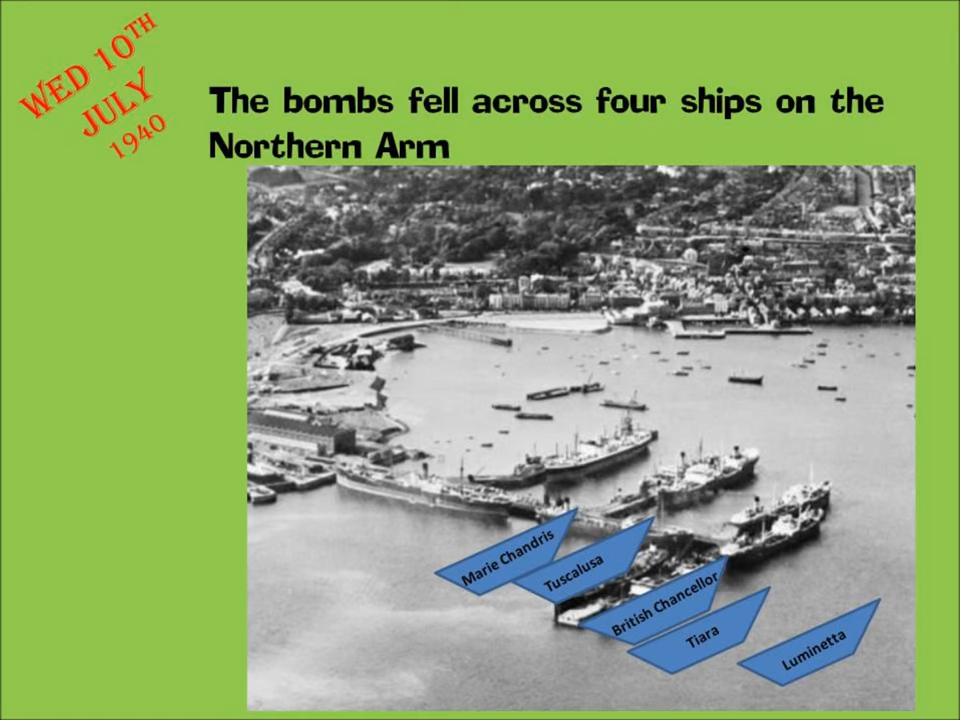 WED 10TH
JULY
1940
The bombs fell across four ships on the
Northern Arm
Marie Chandris
Tuscalusa
British Chancellor
Tiara
Luminetta